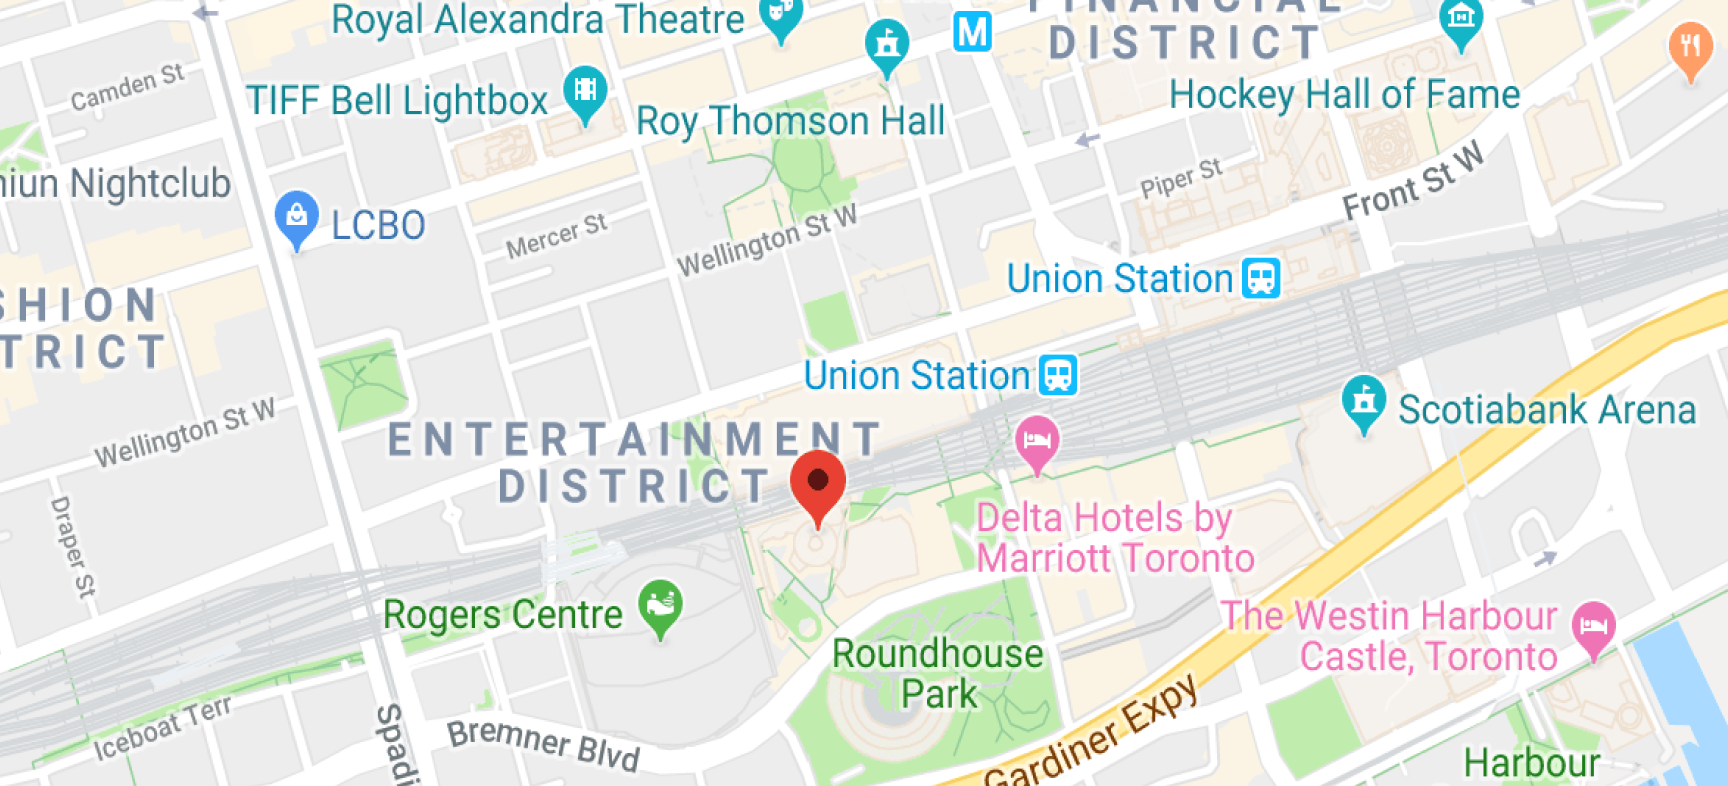 Royal Alexandra Theatre
M
FINANCIAL
DISTRICT
Camden St
TIFF Bell Lightbox
Roy Thomson Hall
Hockey Hall of Fame
Nightclub
LCBO
Piper St
Front St W
Mercer St
Wellington St W
Union Station
SHION
TRICT
Union Station
Wellington St W
ENTERTAINMENT
DISTRICT
Scotiabank Arena
Draper St
Delta Hotels by
Marriott Toronto
Rogers Centre
The Westin Harbour
Castle, Toronto
Roundhouse
Park
Iceboat Terr
Spadi
Bremner Blvd
Gardiner Expy
Harbour